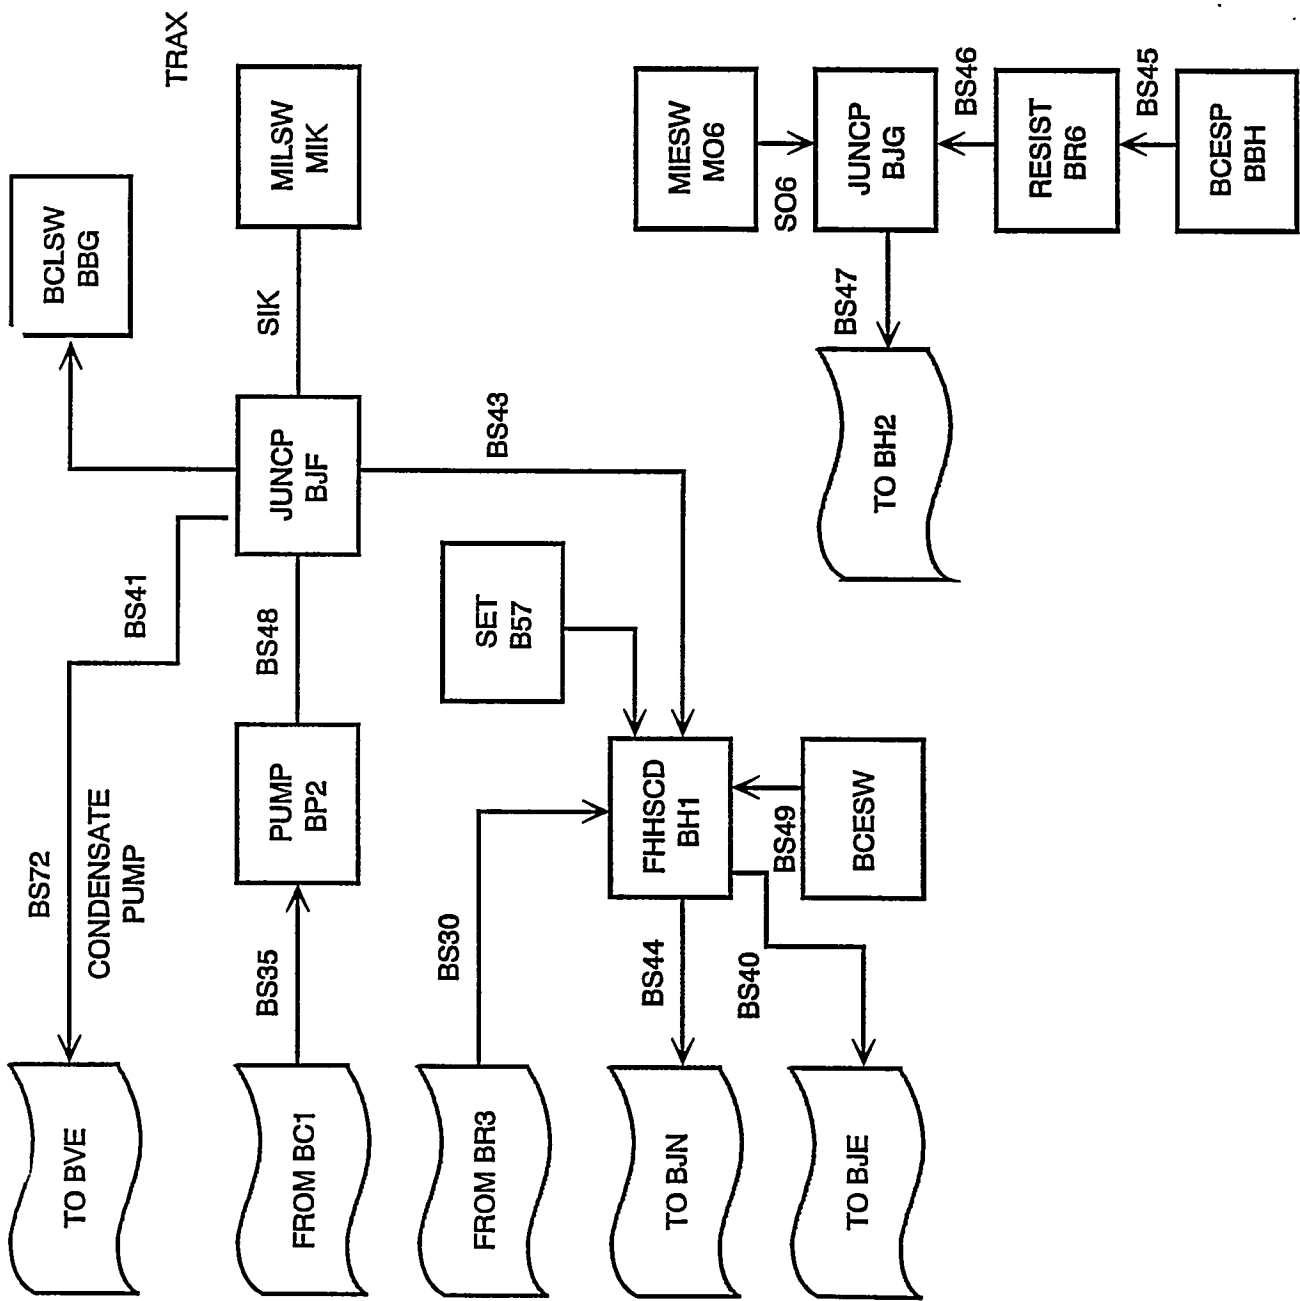 BS72
TO BVE
CONDENSATE
PUMP
BS41
BCLSW
BBG
TRAX
FROM BC1
BS35
PUMP
BP2
BS48
JUNCP
BJF
SIK
MILSW
MIK
FROM BR3
BS30
SET
B57
BS43
TO BJN
BS44
FHHSCD
BH1
BS40
BS49
TO BJE
BCESW
TO BH2
BS47
MIESW
MO6
SO6
JUNCP
BJG
BS46
RESIST
BR6
BS45
BCESP
BBH